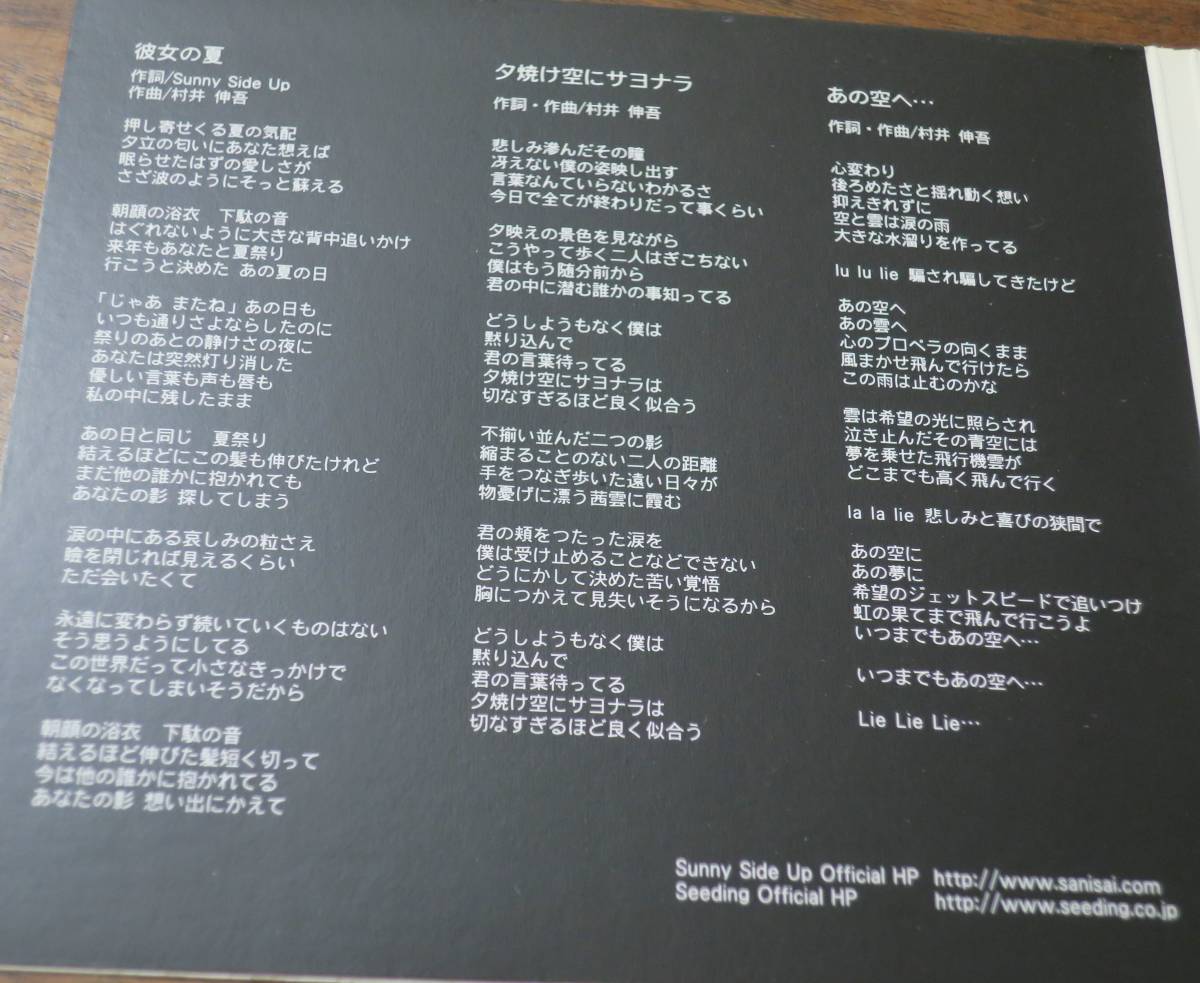 彼女の夏
作詞/Sunny Side Up
作曲/村井 伸吾
押し寄せくる夏の気配
夕立の匂いにあなた想えば
眠らせたはずの愛しさが
さざ波のようにそっと蘇える
朝顔の浴衣　下駄の音
はぐれないように大きな背中追いかけ
来年もあなたと夏祭り
行こうと決めた あの夏の日
「じゃあ またね」あの日も
いつも通りさよならしたのに
祭りのあとの静けさの夜に
あなたは突然灯り消した
優しい言葉も声も唇も
私の中に残したまま
あの日と同じ　夏祭り
結えるほどにこの髪も伸びたけれど
まだ他の誰かに抱かれても
あなたの影 探してしまう
涙の中にある哀しみの粒さえ
瞼を閉じれば見えるくらい
ただ会いたくて
永遠に変わらず続いていくものはない
そう思うようにしてる
この世界だって小さなきっかけで
なくなってしまいそうだから
朝顔の浴衣　下駄の音
結えるほど伸びた髪短く切って
今は他の誰かに抱かれてる
あなたの影 想い出にかえて
夕焼け空にサヨナラ
作詞・作曲/村井 伸吾
悲しみ滲んだその瞳
冴えない僕の姿映し出す
言葉なんていらないわかるさ
今日で全てが終わりだって事くらい
夕映えの景色を見ながら
こうやって歩く二人はぎこちない
僕はもう随分前から
君の中に潜む誰かの事知ってる
どうしようもなく僕は
黙り込んで
君の言葉待ってる
夕焼け空にサヨナラは
切なすぎるほど良く似合う
不揃い並んだ二つの影
縮まることのない二人の距離
手をつなぎ歩いた遠い日々が
物憂げに漂う茜雲に霞む
君の頬をつたった涙を
僕は受け止めることなどできない
どうにかして決めた苦い覚悟
胸につかえて見失いそうになるから
どうしようもなく僕は
黙り込んで
君の言葉待ってる
夕焼け空にサヨナラは
切なすぎるほど良く似合う
あの空へ…
作詞・作曲/村井 伸吾
心変わり
後ろめたさと揺れ動く想い
抑えきれずに
空と雲は涙の雨
大きな水溜りを作ってる
lu lu lie 騙され騙してきたけど
あの空へ
あの雲へ
心のプロペラの向くまま
風まかせ飛んで行けたら
この雨は止むのかな
雲は希望の光に照らされ
泣き止んだその青空には
夢を乗せた飛行機雲が
どこまでも高く飛んで行く
la la lie 悲しみと喜びの狭間で
あの空に
あの夢に
希望のジェットスピードで追いつけ
虹の果てまで飛んで行こうよ
いつまでもあの空へ…
いつまでもあの空へ…
Lie Lie Lie…
Sunny Side Up Official HP http://www.sanisai.com
Seeding Official HP http://www.seeding.co.jp